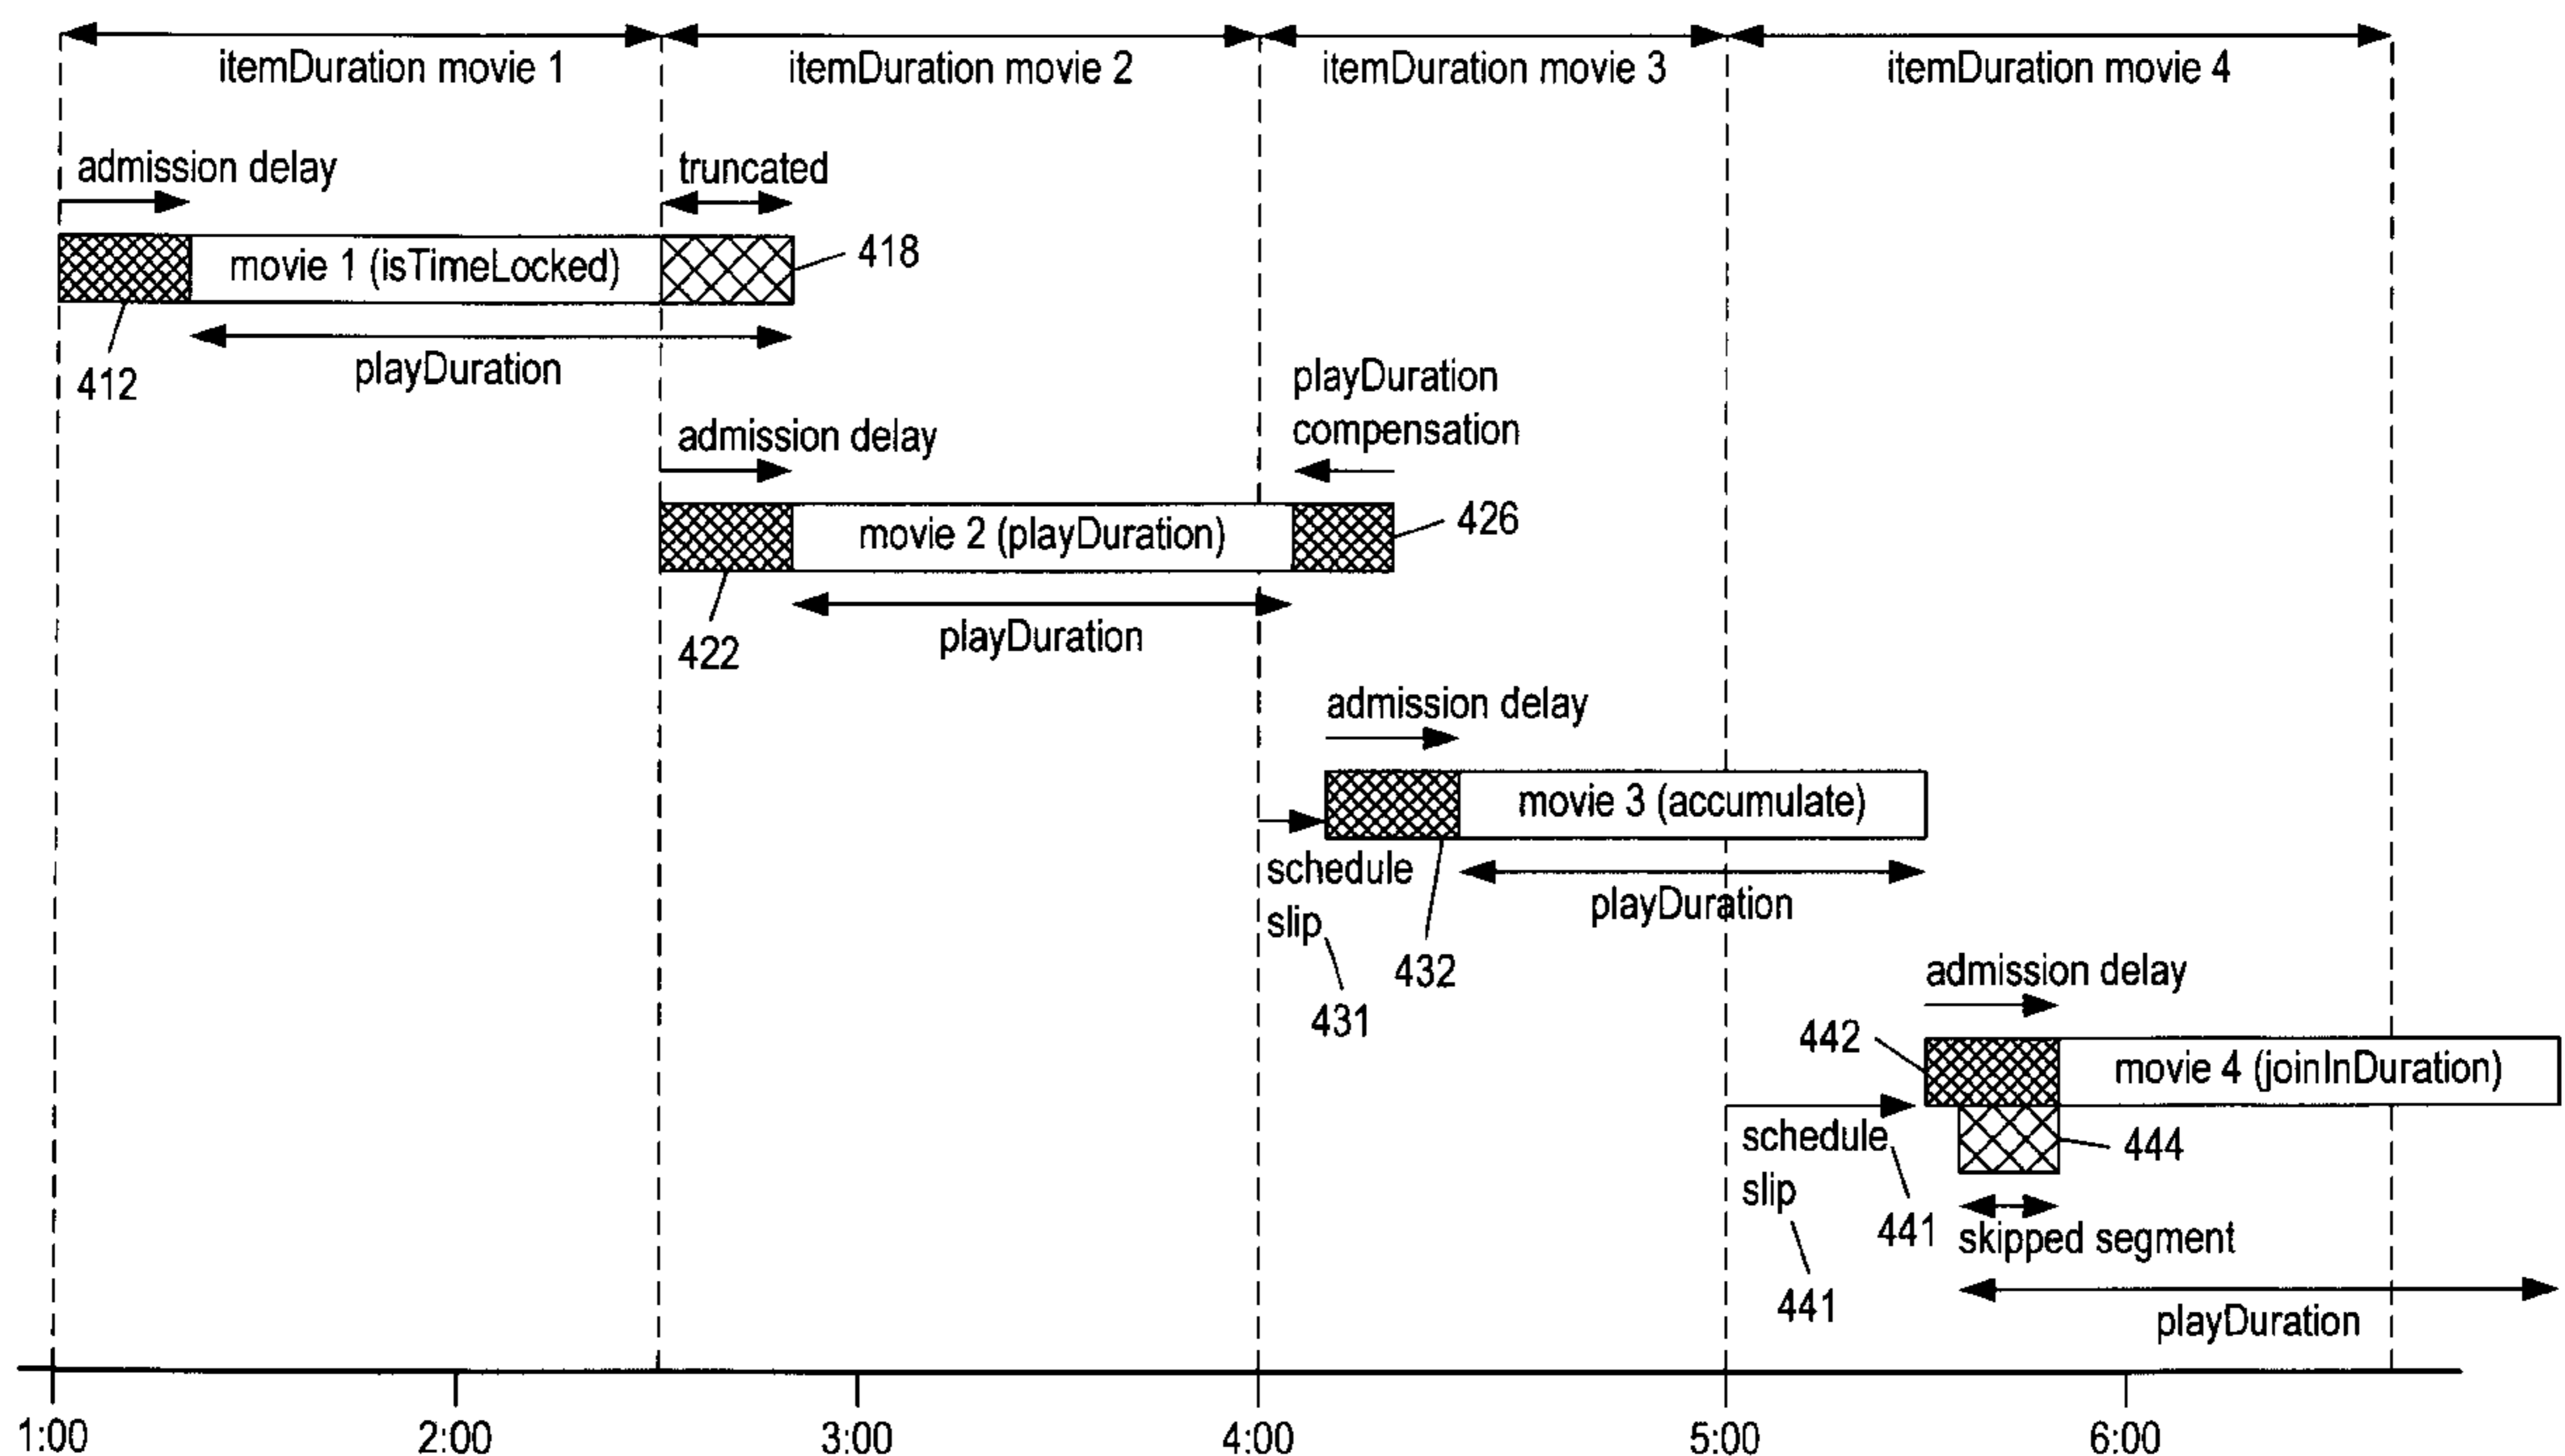 itemDuration movie 1
itemDuration movie 2
itemDuration movie 3
itemDuration movie 4
admission delay
truncated
movie 1 (isTimeLocked)
418
412
playDuration
playDuration
compensation
admission delay
movie 2 (playDuration)
426
422
playDuration
admission delay
movie 3 (accumulate)
schedule
slip
431
432
playDuration
admission delay
442
movie 4 (joinInDuration)
schedule
slip
441
441
444
skipped segment
playDuration
1:00
2:00
3:00
4:00
5:00
6:00